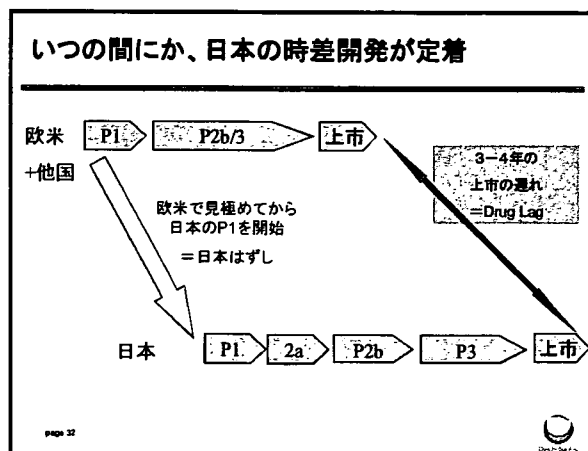 いつの間にか、日本の時差開発が定着
欧米
+他国
P1
P2b/3
上市
3-4年の
上市の遅れ
=Drug Lag
欧米で見極めてから
日本のP1を開始
=日本はずし
日本
P1
2a
P2b
P3
上市
page 32